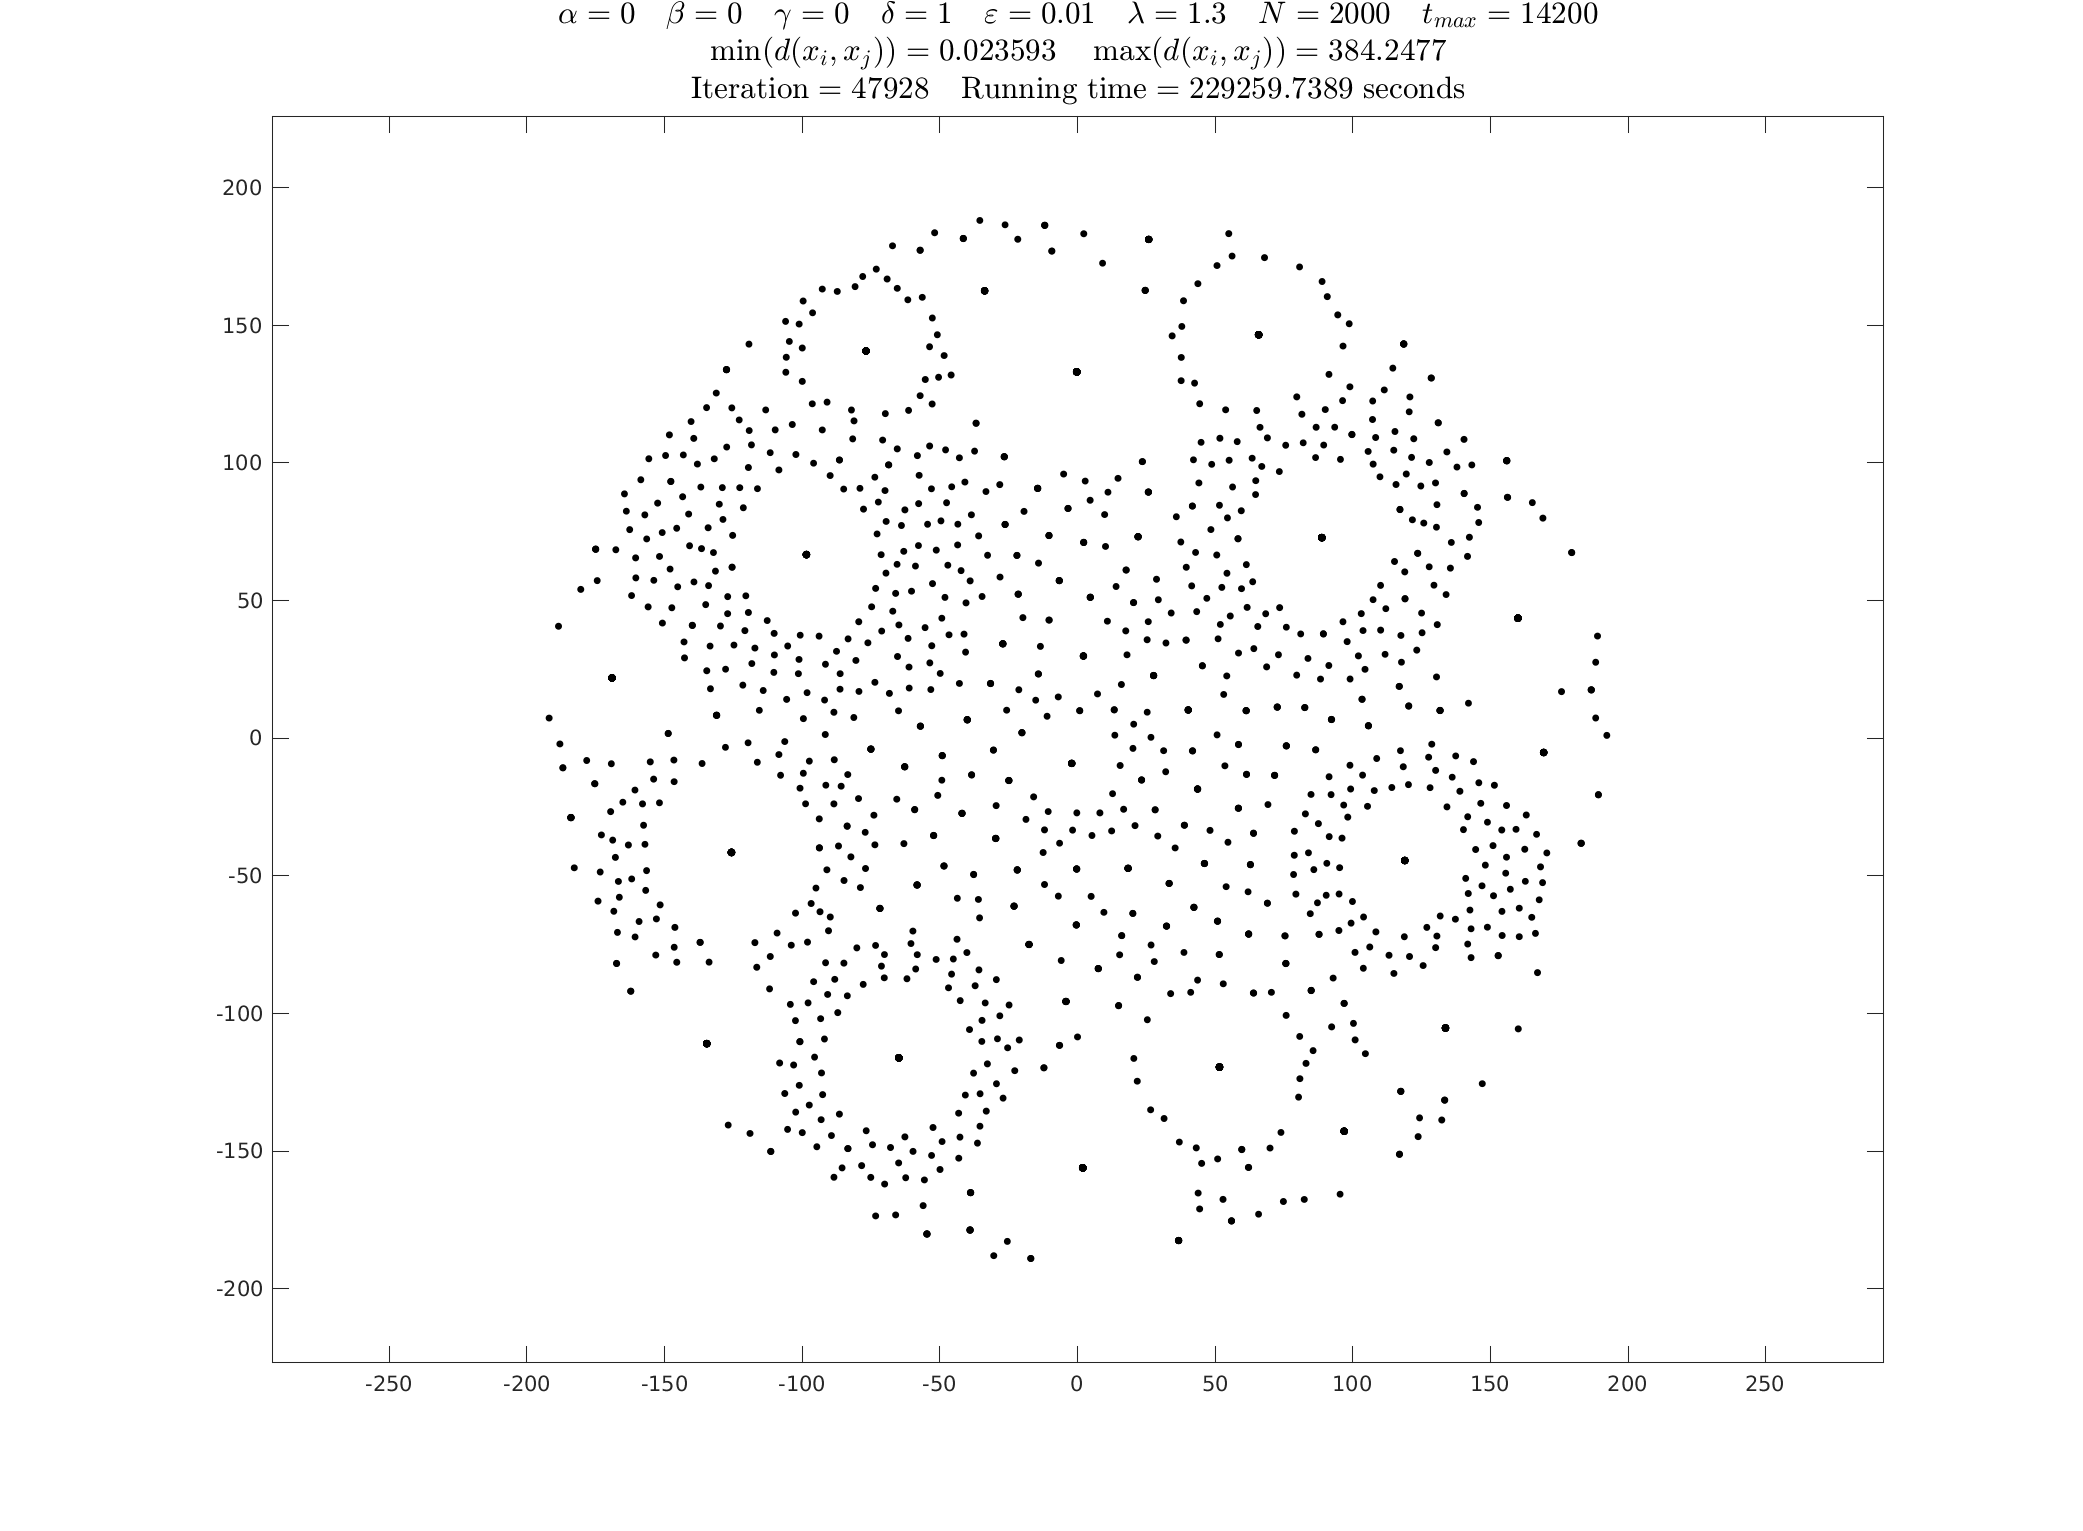 α = 0 β = 0 γ = 0 δ = 1 ε = 0.01 λ = 1.3 N = 2000 t_max = 14200
min(d(x_i, x_j)) = 0.023593 max(d(x_i, x_j)) = 384.2477
Iteration = 47928 Running time = 229259.7389 seconds
200
150
100
50
0
-50
-100
-150
-200
-250 -200 -150 -100 -50 0 50 100 150 200 250